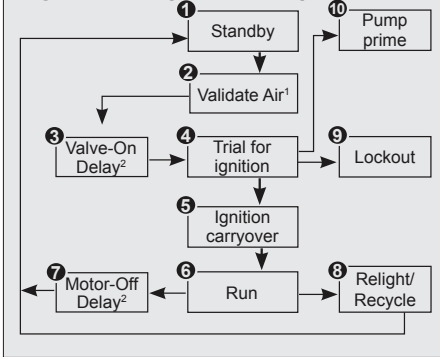 1
Standby
10
Pump
prime
2
Validate Air¹
3
Valve-On
Delay²
4
Trial for
ignition
9
Lockout
5
Ignition
carryover
7
Motor-Off
Delay²
6
Run
8
Relight/
Recycle